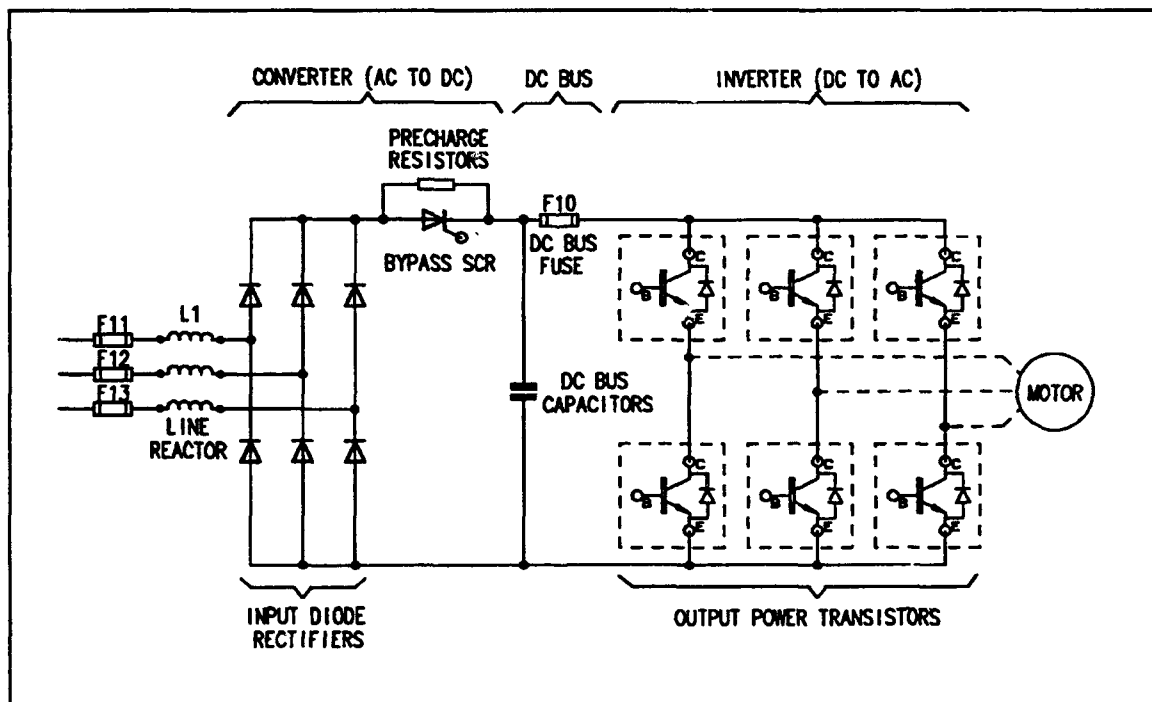 CONVERTER (AC TO DC)
DC BUS
INVERTER (DC TO AC)
PRECHARGE
RESISTORS
BYPASS SCR
F10
DC BUS
FUSE
C
C
C
B
B
B
E
E
E
F11
L1
F12
F13
LINE
REACTOR
DC BUS
CAPACITORS
MOTOR
C
C
C
B
B
B
E
E
E
INPUT DIODE
RECTIFIERS
OUTPUT POWER TRANSISTORS